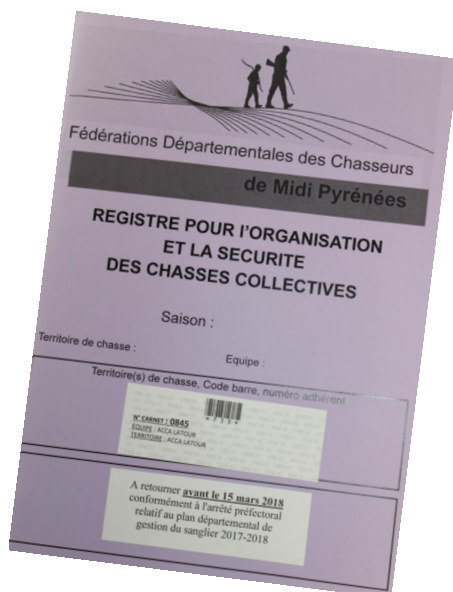 Fédérations Départementales des Chasseurs
de Midi Pyrénées
REGISTRE POUR l'ORGANISATION
ET LA SECURITE
DES CHASSES COLLECTIVES
Saison :
Territoire de chasse :
Equipe :
Territoire(s) de chasse, Code barre, numéro adhérent
N° CARNET : 0845
EQUIPE : ACCA LATOUR
TERRITOIRE : ACCA LATOUR
A retourner avant le 15 mars 2018
conformément à l'arrêté préfectoral
relatif au plan départemental de
gestion du sanglier 2017-2018